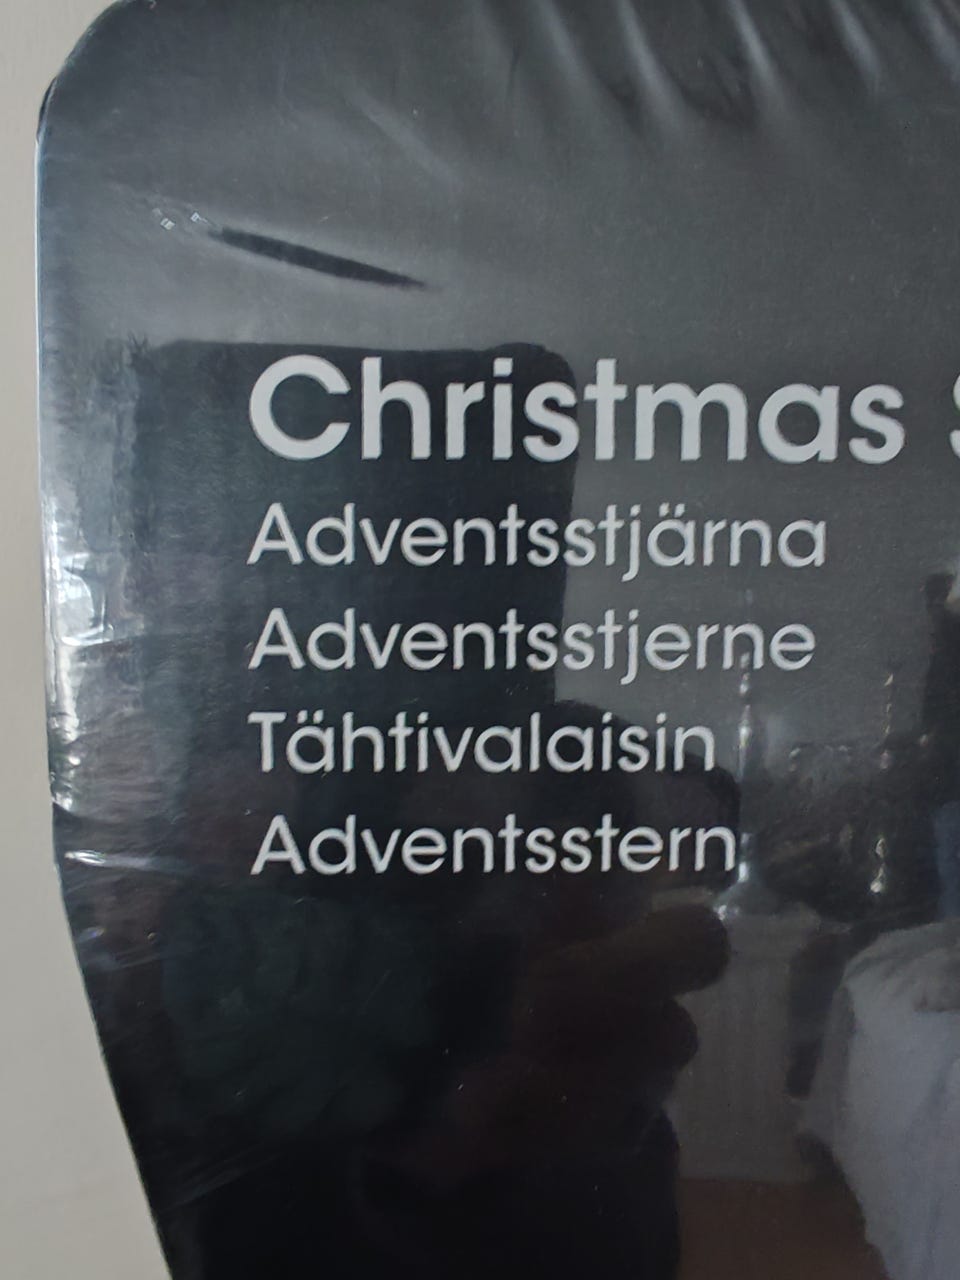 Christmas S
Adventsstjärna
Adventsstjerne
Tähtivalaisin
Adventsstern